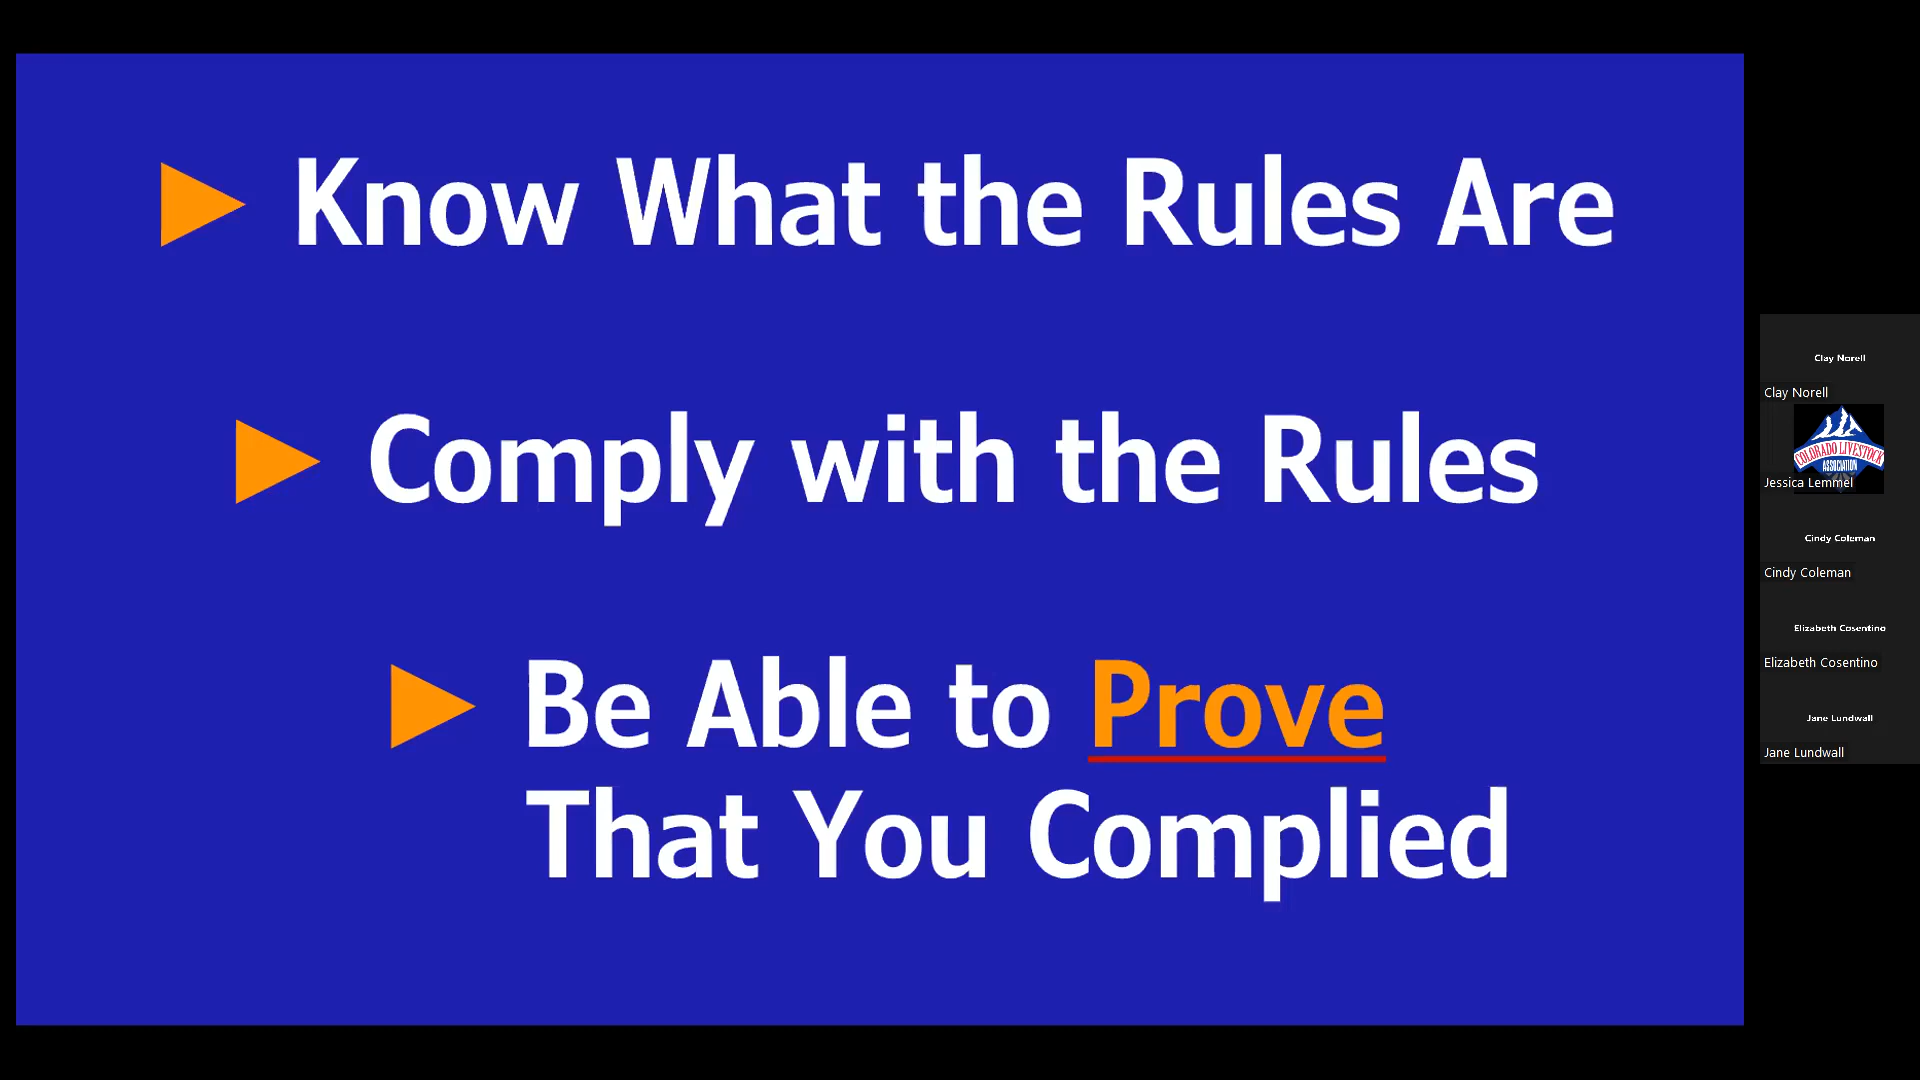 Know What the Rules Are
Comply with the Rules
Be Able to Prove
That You Complied
Clay Norell
Clay Norell
COLORADO LIVESTOCK
ASSOCIATION
Jessica Lemmel
Cindy Coleman
Cindy Coleman
Elizabeth Cosentino
Elizabeth Cosentino
Jane Lundwall
Jane Lundwall